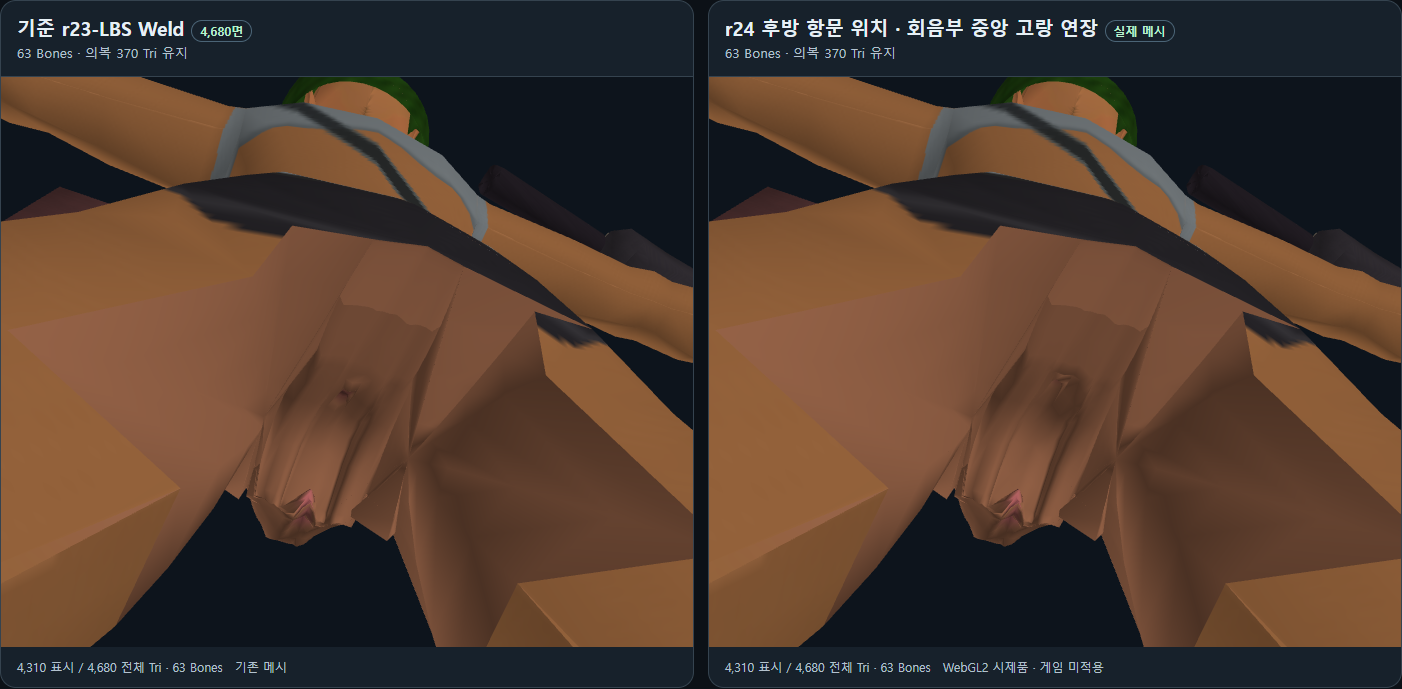 기준 r23-LBS Weld 4,680면
63 Bones · 의복 370 Tri 유지
4,310 표시 / 4,680 전체 Tri · 63 Bones 기존 메시
r24 후방 항문 위치 · 회음부 중앙 고랑 연장 실제 메시
63 Bones · 의복 370 Tri 유지
4,310 표시 / 4,680 전체 Tri · 63 Bones WebGL2 시제품 · 게임 미적용